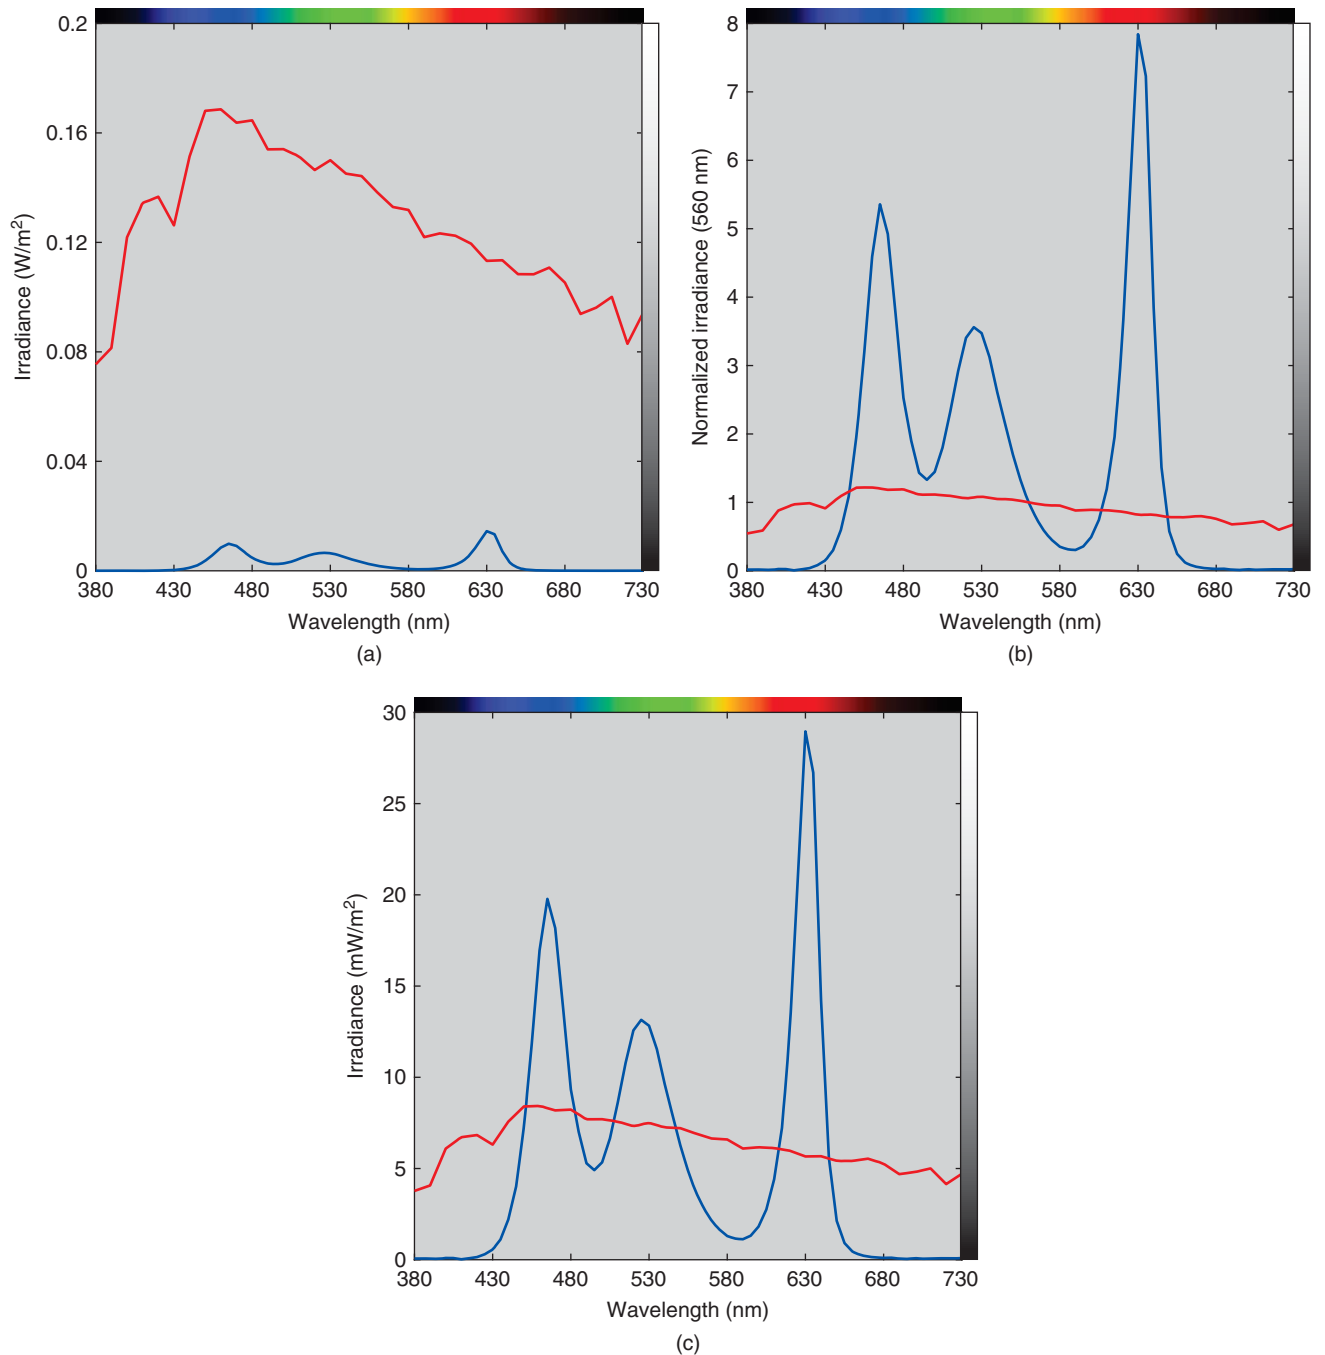 0.2
0.16
0.12
0.08
0.04
0
380 430 480 530 580 630 680 730
Irradiance (W/m²)
Wavelength (nm)
(a)
8
7
6
5
4
3
2
1
0
380 430 480 530 580 630 680 730
Normalized irradiance (560 nm)
Wavelength (nm)
(b)
30
25
20
15
10
5
0
380 430 480 530 580 630 680 730
Irradiance (mW/m²)
Wavelength (nm)
(c)